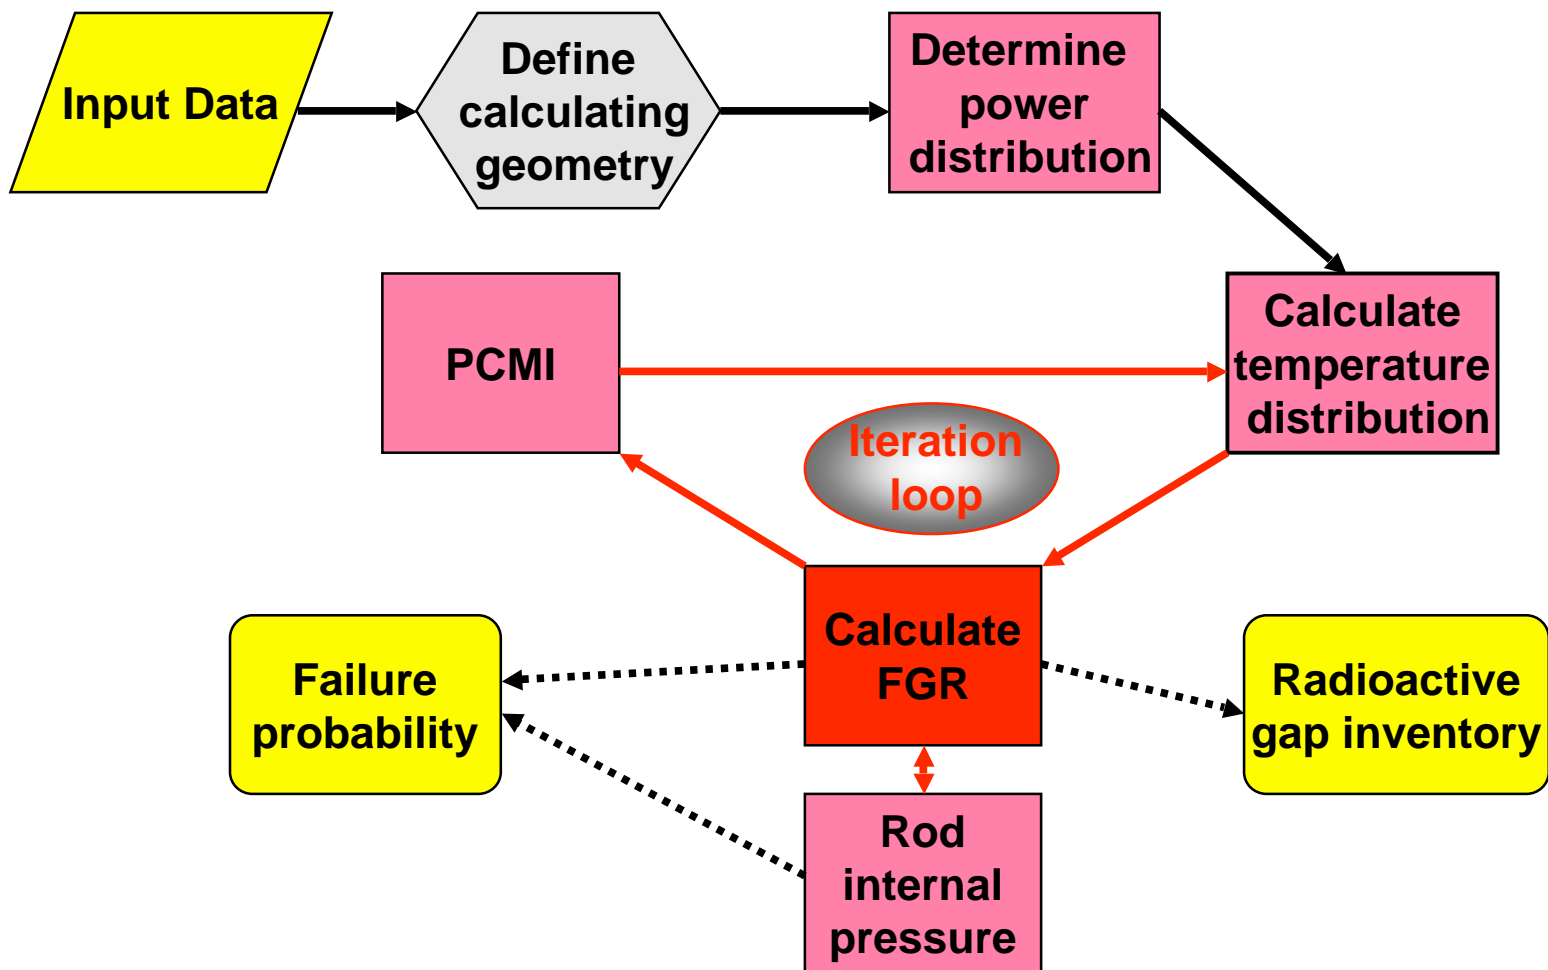 Input Data
Define
calculating
geometry
Determine
power
distribution
PCMI
Calculate
temperature
distribution
Iteration
loop
Failure
probability
Calculate
FGR
Radioactive
gap inventory
Rod
internal
pressure